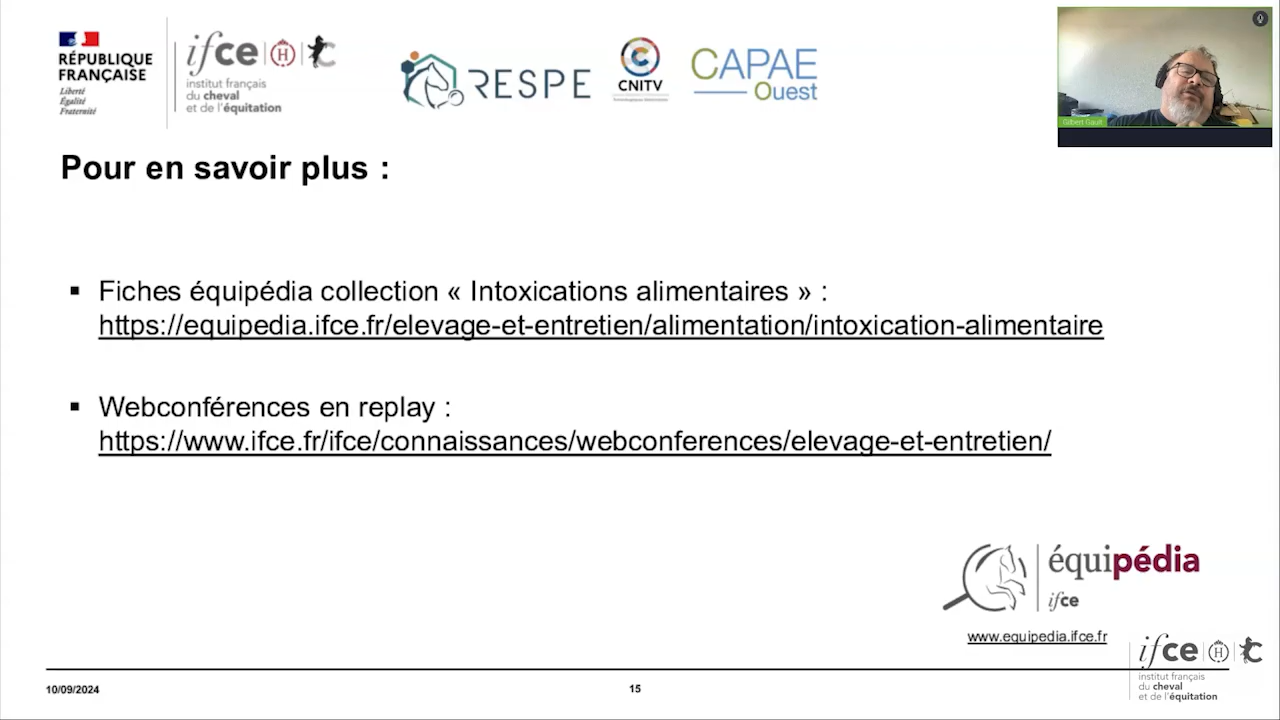 RÉPUBLIQUE
FRANÇAISE
Liberté
Égalité
Fraternité
ifce
institut français
du cheval
et de l'équitation
RESPE
CNITV
CAPAE
Ouest
Gilbert Gault
Pour en savoir plus :
▪ Fiches équipédia collection « Intoxications alimentaires » :
https://equipedia.ifce.fr/elevage-et-entretien/alimentation/intoxication-alimentaire
▪ Webconférences en replay :
https://www.ifce.fr/ifce/connaissances/webconferences/elevage-et-entretien/
équipédia
ifce
www.equipedia.ifce.fr
ifce H
institut français
du cheval
et de l'équitation
10/09/2024
15